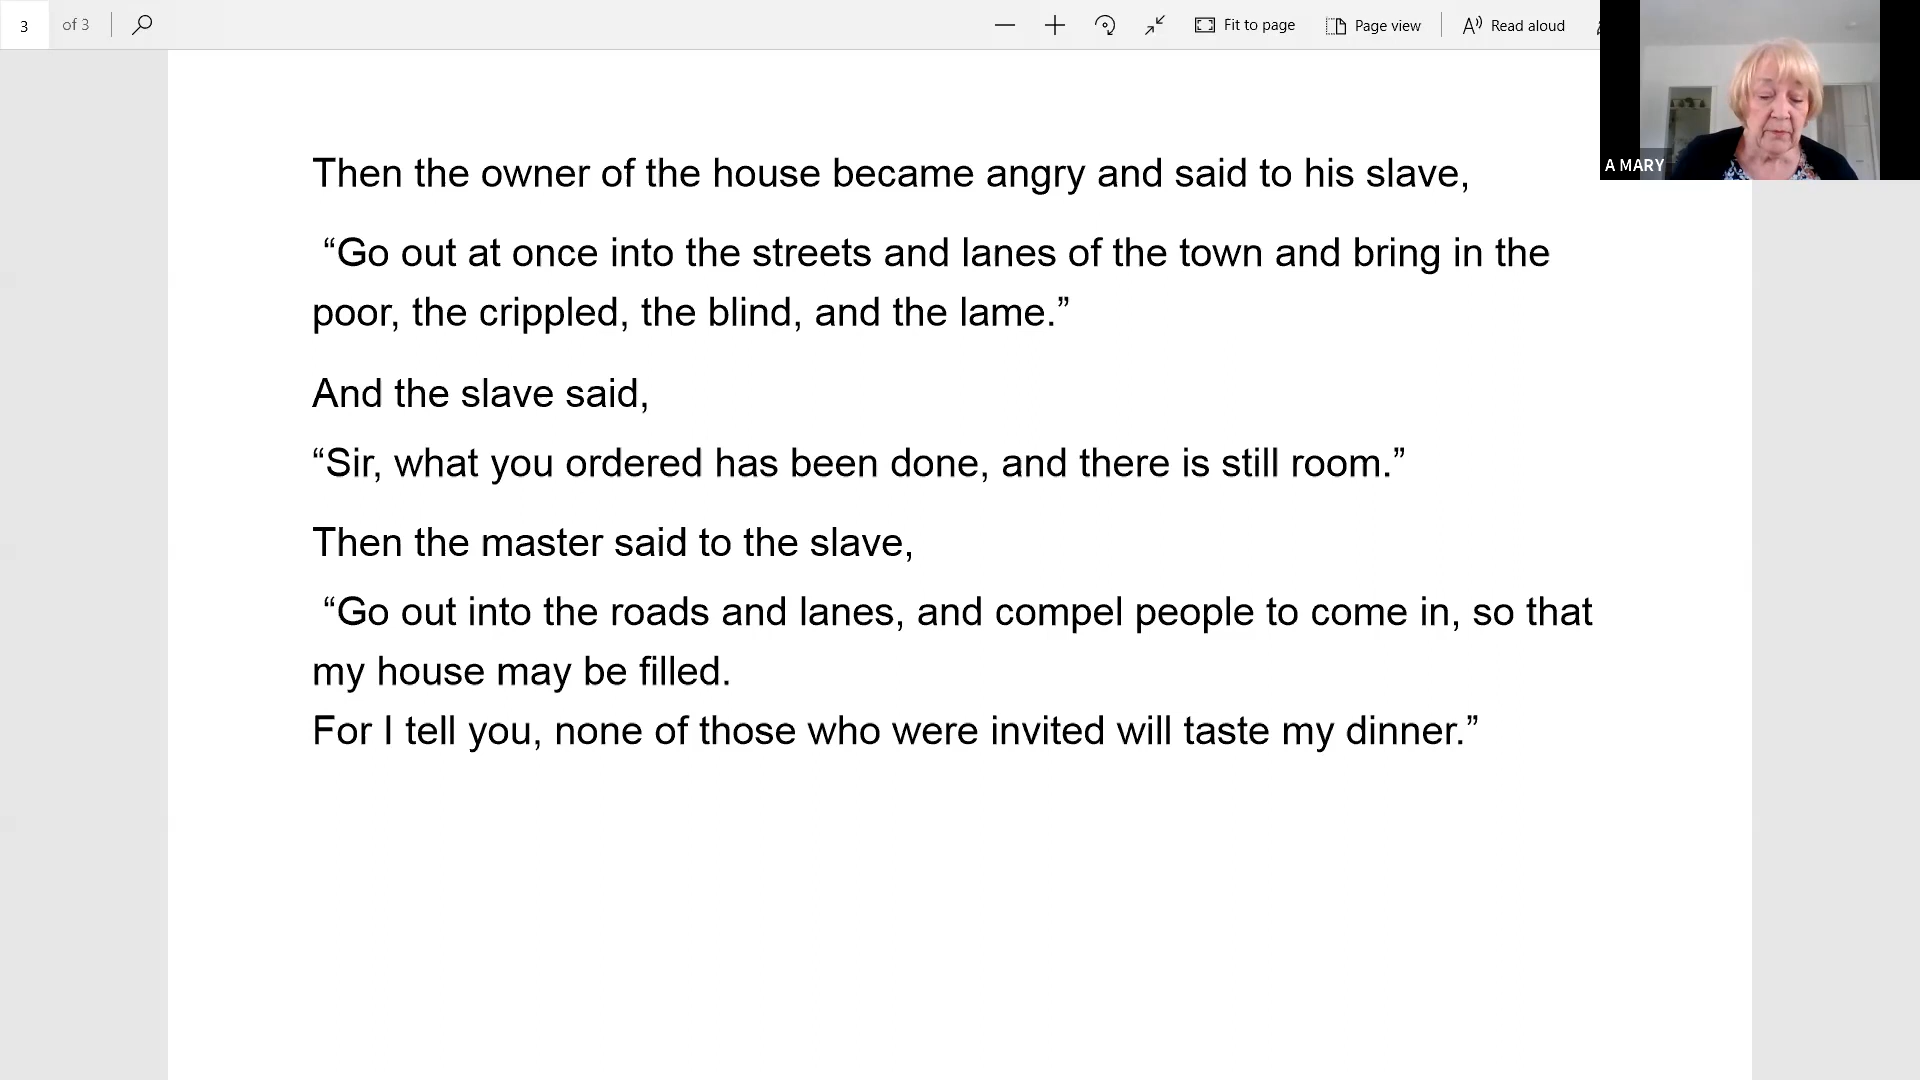 3 of 3 Fit to page Page view Read aloud
A MARY
Then the owner of the house became angry and said to his slave,
“Go out at once into the streets and lanes of the town and bring in the
poor, the crippled, the blind, and the lame.”
And the slave said,
“Sir, what you ordered has been done, and there is still room.”
Then the master said to the slave,
“Go out into the roads and lanes, and compel people to come in, so that
my house may be filled.
For I tell you, none of those who were invited will taste my dinner.”